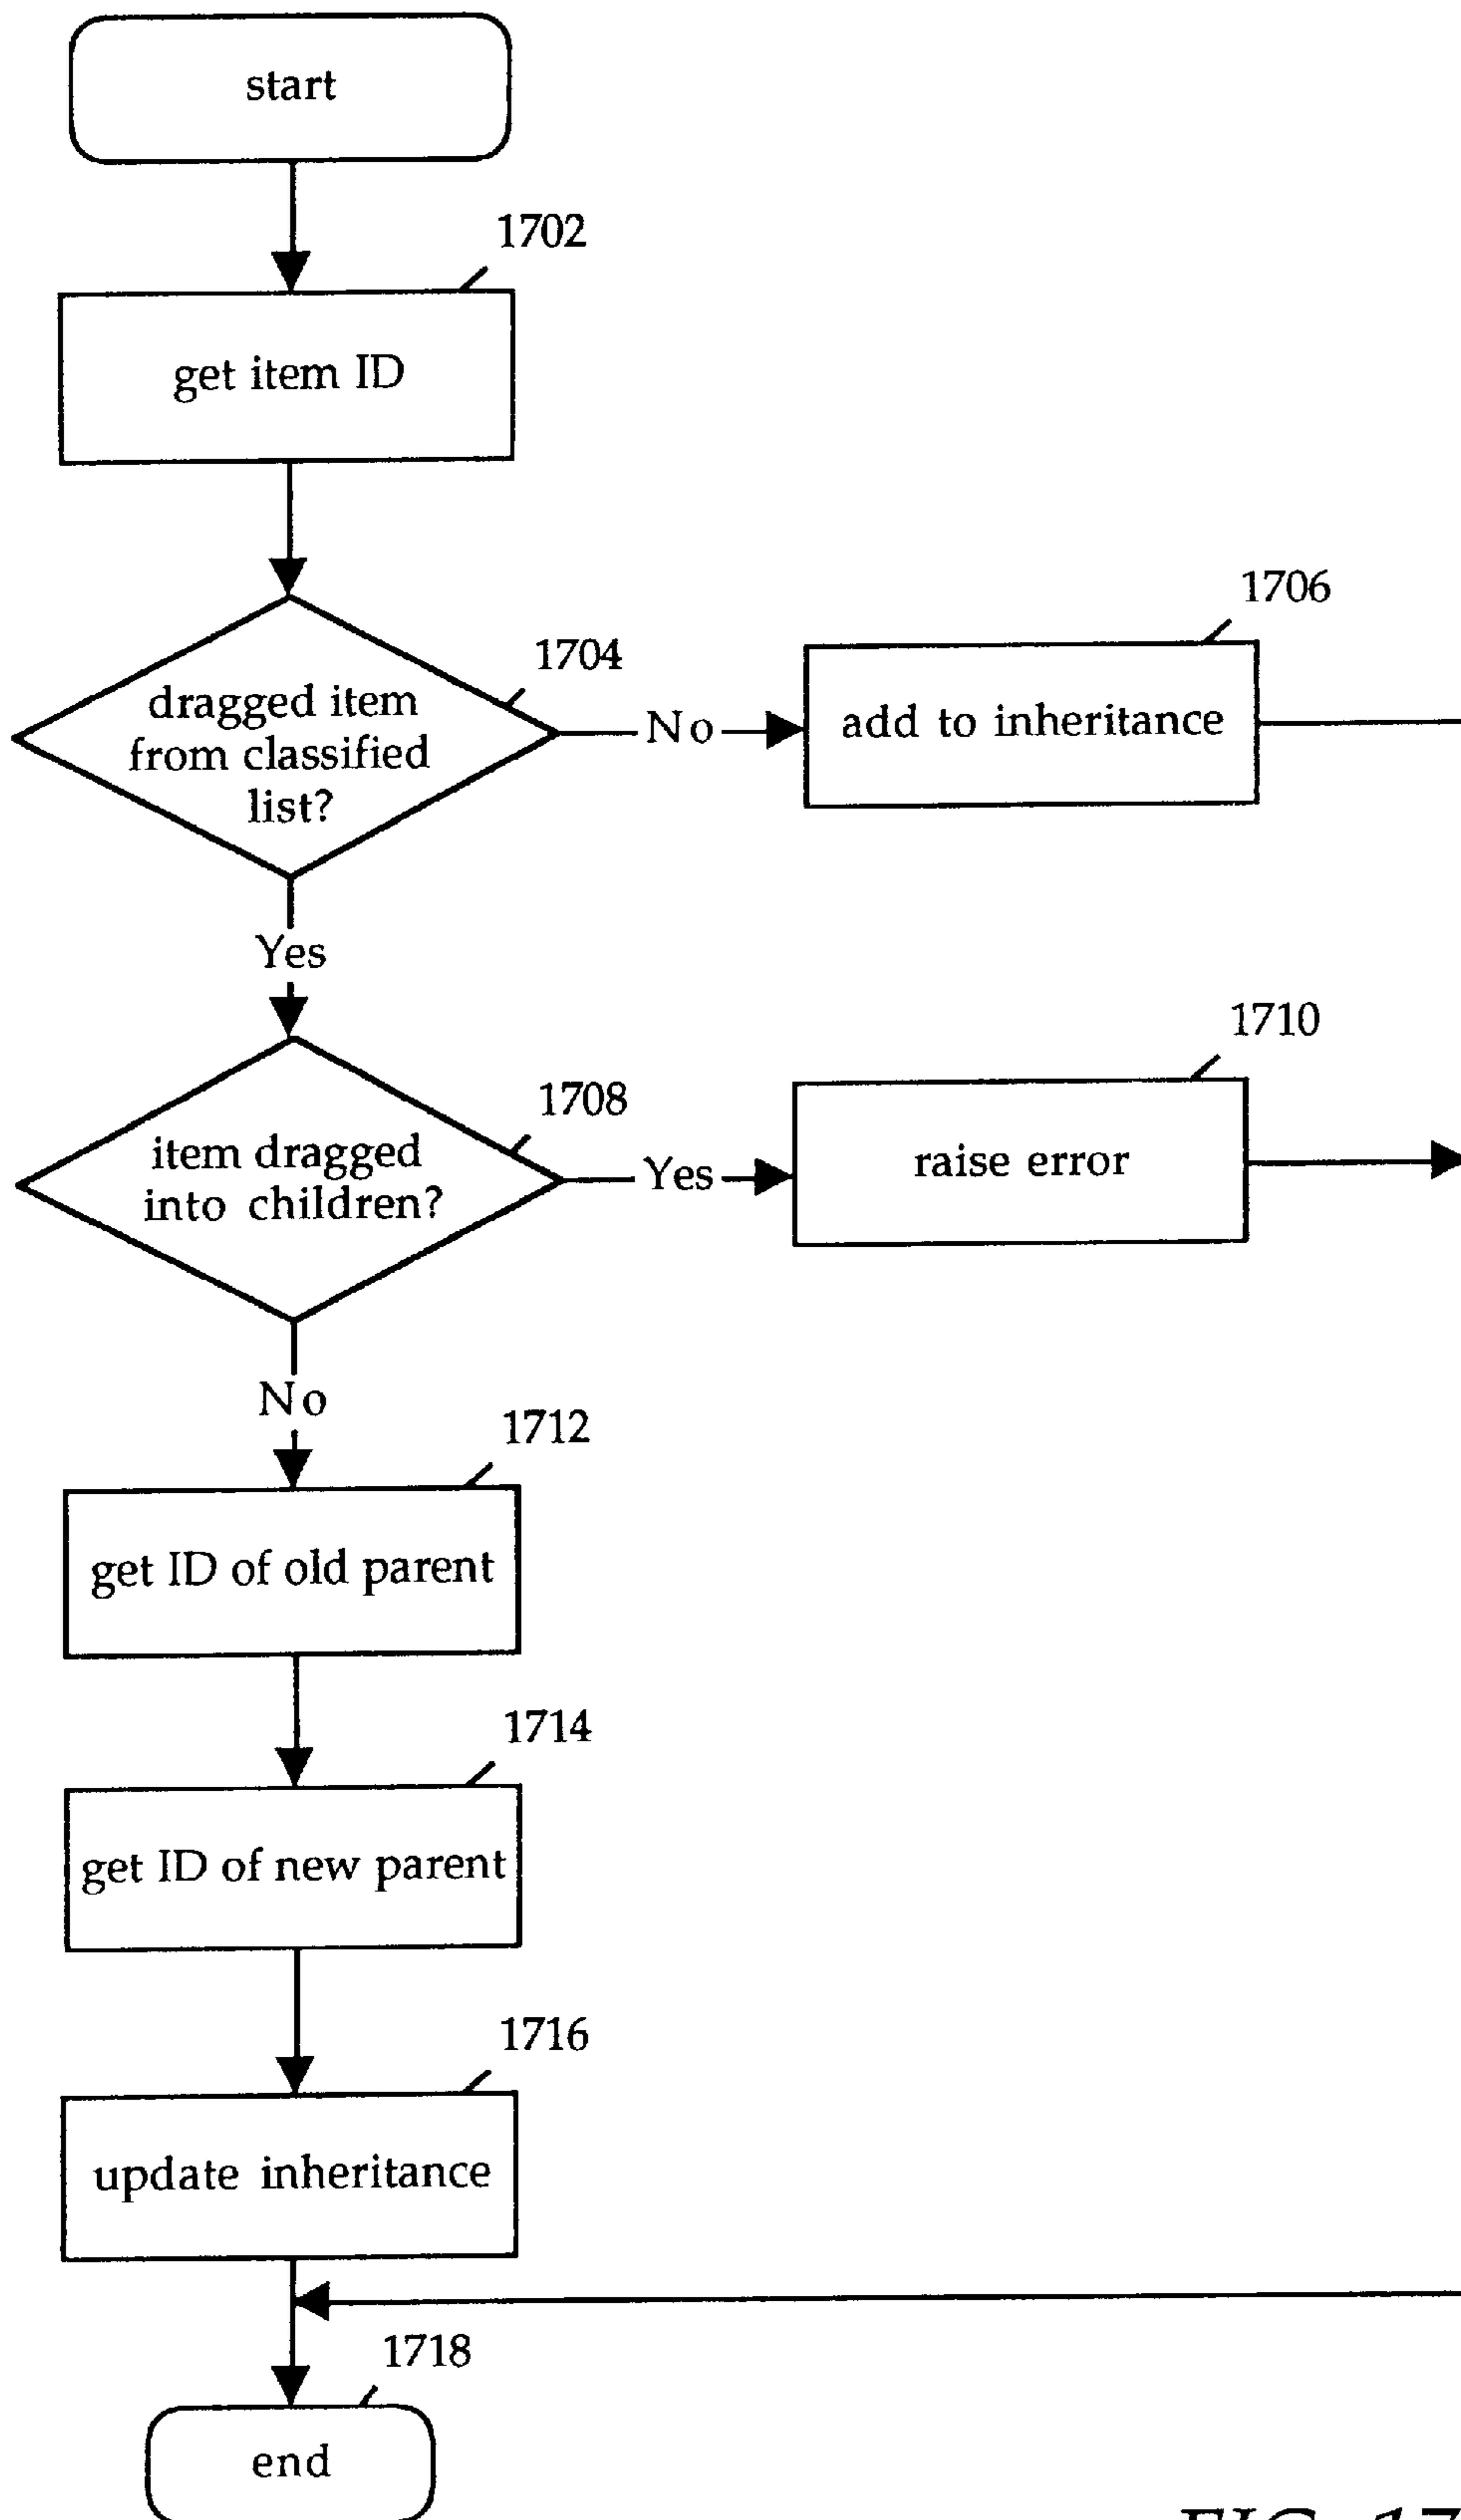 start
1702
get item ID
1706
1704
dragged item
from classified
list?
No
add to inheritance
Yes
1710
1708
item dragged
into children?
Yes
raise error
No
1712
get ID of old parent
1714
get ID of new parent
1716
update inheritance
1718
end
FIG. 17